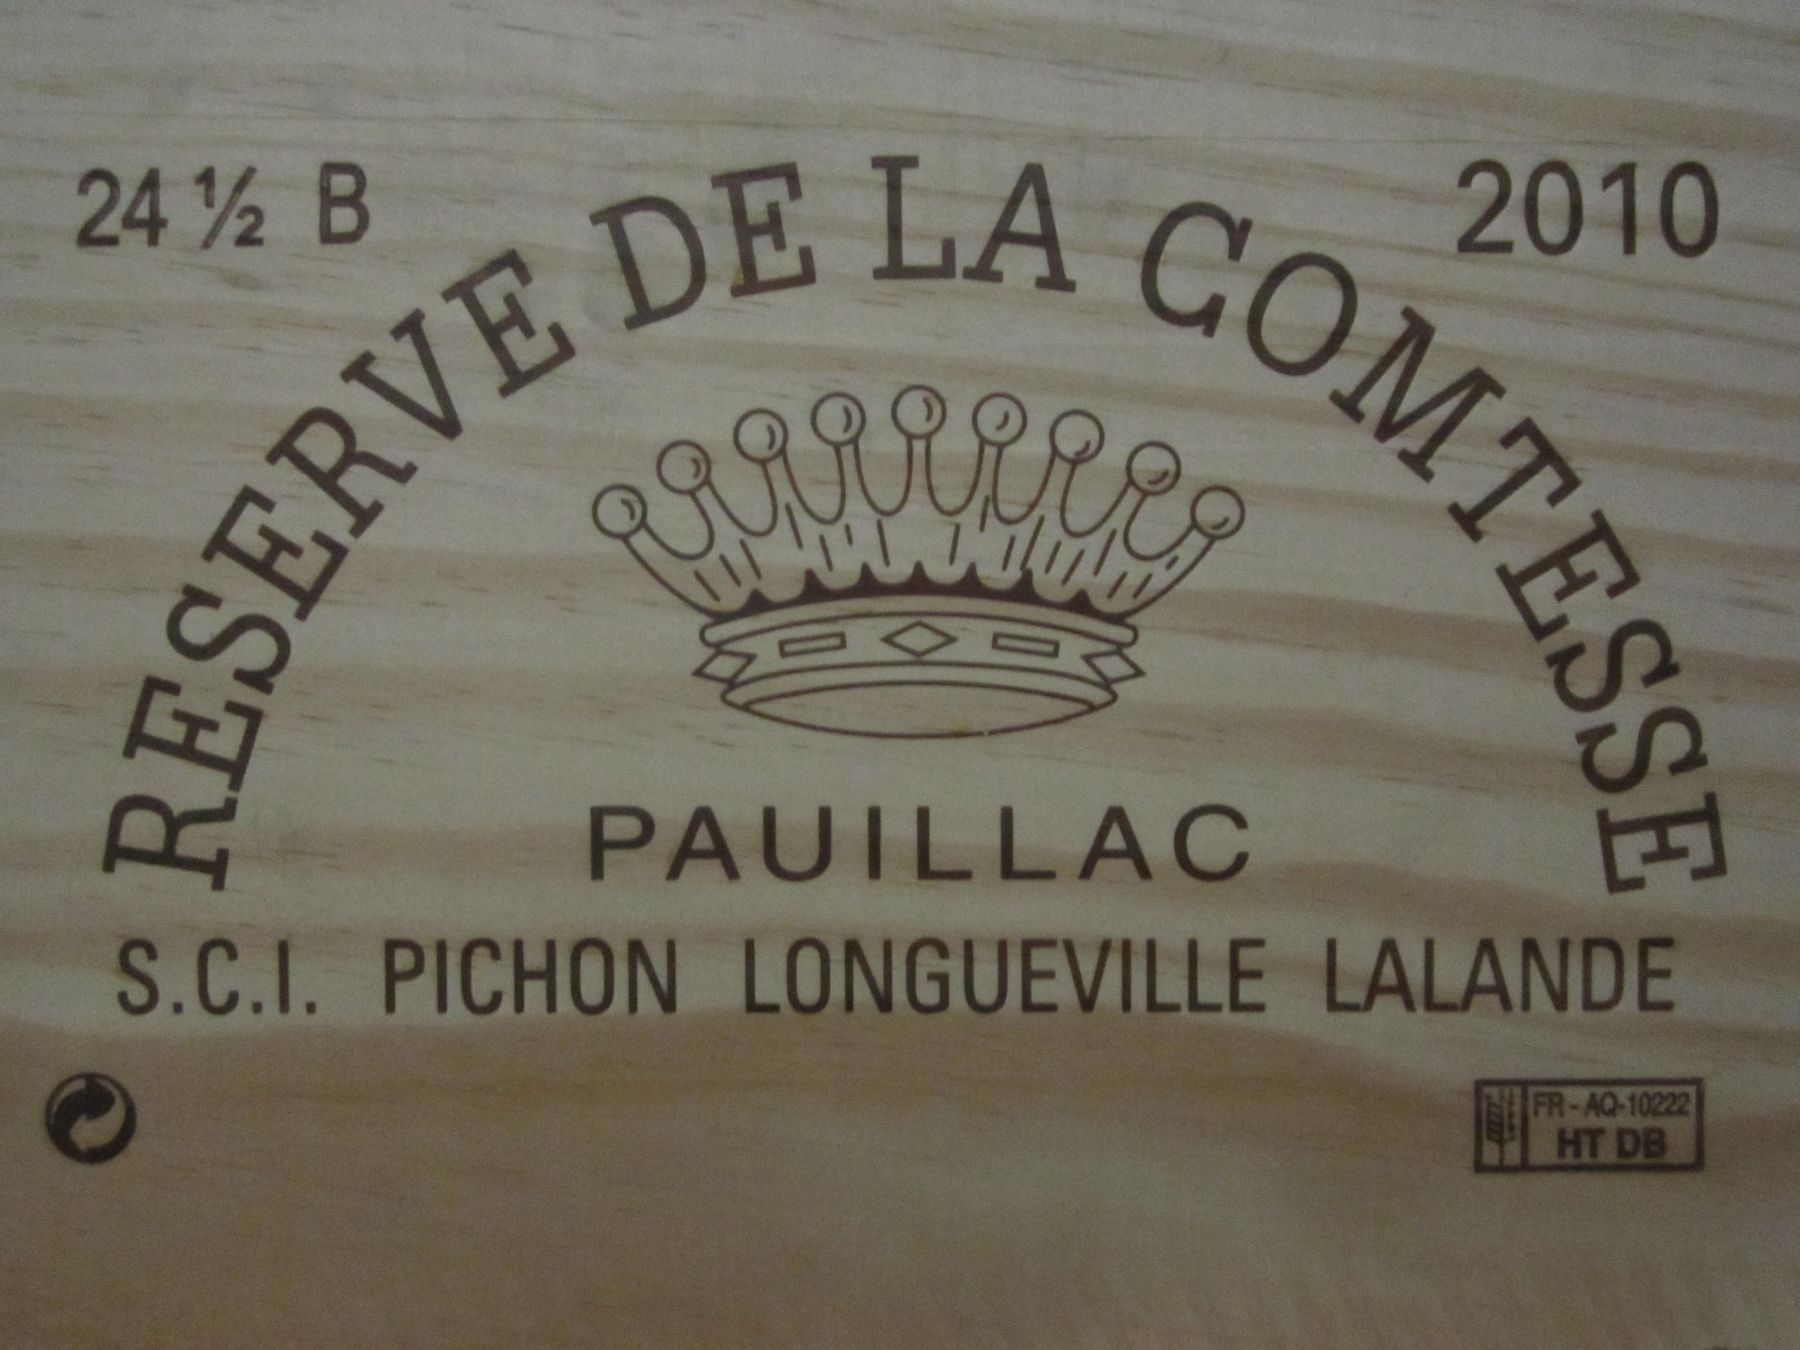 24 ½ B
2010
RESERVE DE LA COMTESSE
PAUILLAC
S.C.I. PICHON LONGUEVILLE LALANDE
FR - AQ-10222
HT DB